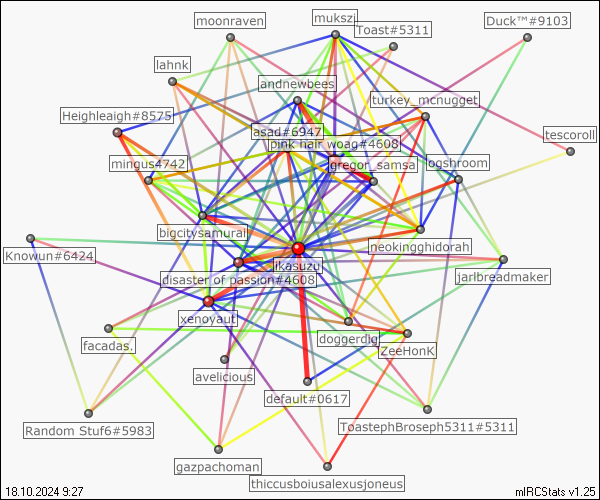 moonraven
mukszi
Duck™#9103
Toast#5311
lahnk
andnewbees
turkey_mcnugget
Heighleaigh#8575
asad#6947
tescoroll
pink hair woag#4608
mingus4742
gregor_samsa
logshroom
bigcitysamurai
neokingghidorah
Knowun#6424
ikasuzu
disaster of passion#4608
jarlbreadmaker
xenoyaut
facadas.
doggerdigi
ZeeHonK
avelicious
default#0617
Random Stuf6#5983
ToastephBroseph5311#5311
gazpachoman
thiccusboiusalexusjoneus
18.10.2024 9:27
mIRCStats v1.25